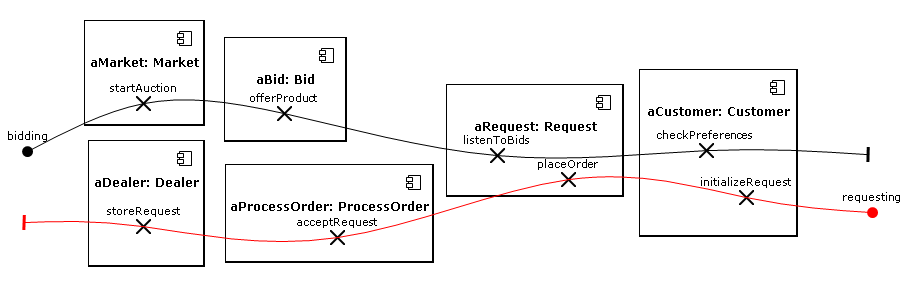 aMarket: Market
startAuction
aBid: Bid
offerProduct
aRequest: Request
listenToBids
placeOrder
aCustomer: Customer
checkPreferences
initializeRequest
bidding
aDealer: Dealer
storeRequest
aProcessOrder: ProcessOrder
acceptRequest
requesting